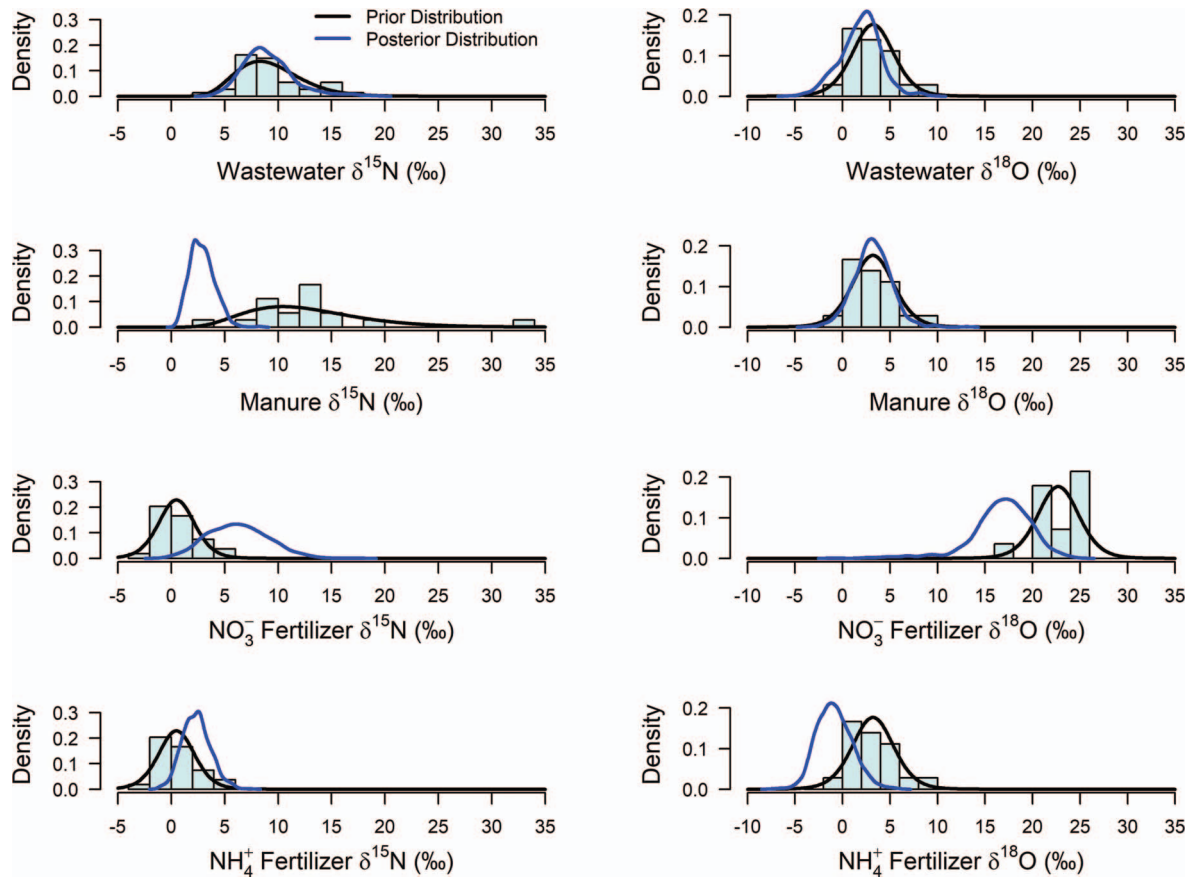 Prior Distribution
Posterior Distribution
Density
0.3
0.2
0.1
0.0
-5 0 5 10 15 20 25 30 35
Wastewater δ¹⁵N (‰)
Density
0.2
0.1
0.0
-10 -5 0 5 10 15 20 25 30 35
Wastewater δ¹⁸O (‰)
Density
0.3
0.2
0.1
0.0
-5 0 5 10 15 20 25 30 35
Manure δ¹⁵N (‰)
Density
0.2
0.1
0.0
-10 -5 0 5 10 15 20 25 30 35
Manure δ¹⁸O (‰)
Density
0.3
0.2
0.1
0.0
-5 0 5 10 15 20 25 30 35
NO₃⁻ Fertilizer δ¹⁵N (‰)
Density
0.2
0.1
0.0
-10 -5 0 5 10 15 20 25 30 35
NO₃⁻ Fertilizer δ¹⁸O (‰)
Density
0.3
0.2
0.1
0.0
-5 0 5 10 15 20 25 30 35
NH₄⁺ Fertilizer δ¹⁵N (‰)
Density
0.2
0.1
0.0
-10 -5 0 5 10 15 20 25 30 35
NH₄⁺ Fertilizer δ¹⁸O (‰)